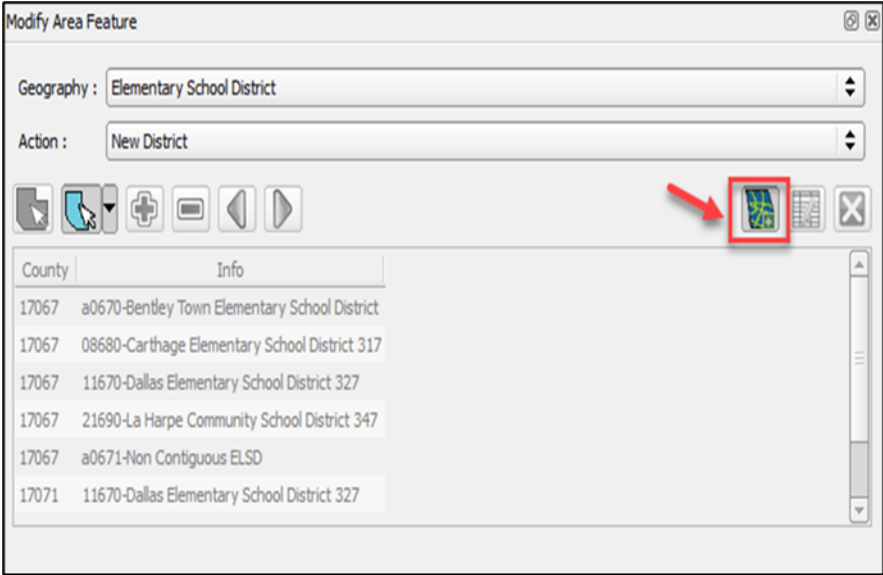 Modify Area Feature
Geography : Elementary School District
Action : New District
County Info
17067 a0670-Bentley Town Elementary School District
17067 08680-Carthage Elementary School District 317
17067 11670-Dallas Elementary School District 327
17067 21690-La Harpe Community School District 347
17067 a0671-Non Contiguous ELSD
17071 11670-Dallas Elementary School District 327